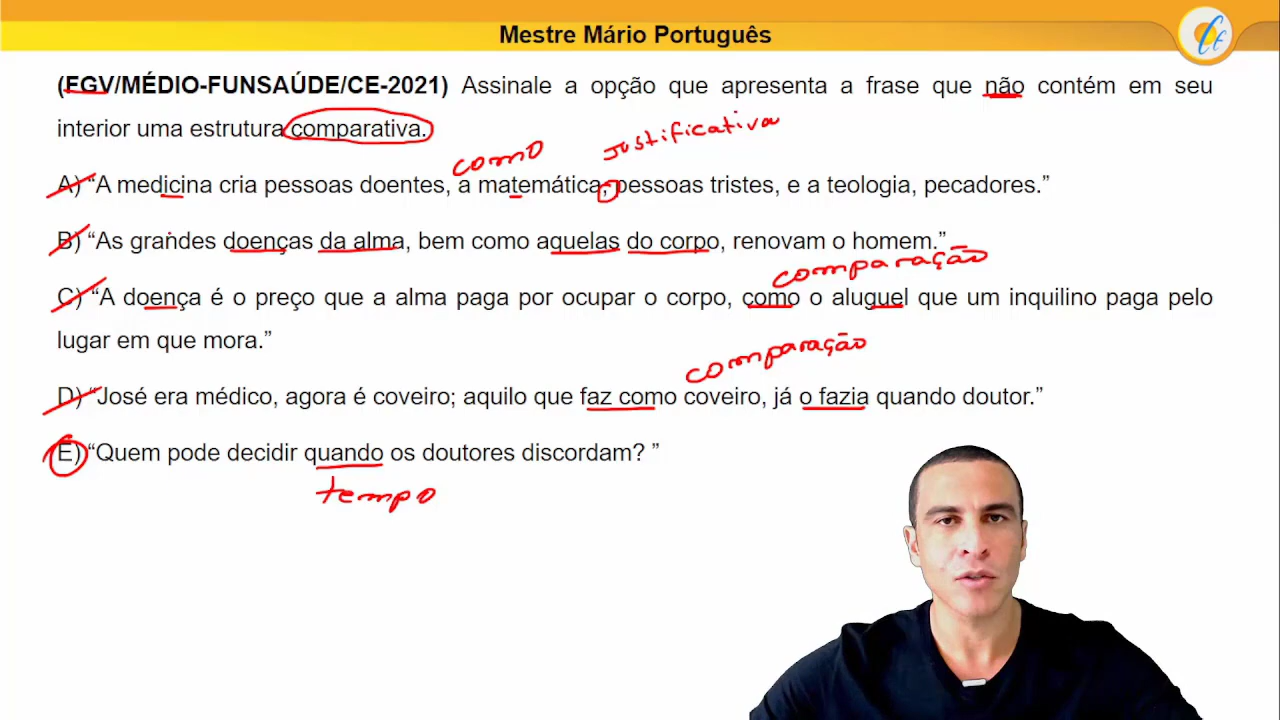 Mestre Mário Português
(FGV/MÉDIO-FUNSAÚDE/CE-2021) Assinale a opção que apresenta a frase que não contém em seu
interior uma estrutura comparativa.
como justificativa
A) “A medicina cria pessoas doentes, a matemática, pessoas tristes, e a teologia, pecadores.”
B) “As grandes doenças da alma, bem como aquelas do corpo, renovam o homem.”
comparação
C) “A doença é o preço que a alma paga por ocupar o corpo, como o aluguel que um inquilino paga pelo
lugar em que mora.”
comparação
D) “José era médico, agora é coveiro; aquilo que faz como coveiro, já o fazia quando doutor.”
E) “Quem pode decidir quando os doutores discordam? ”
tempo